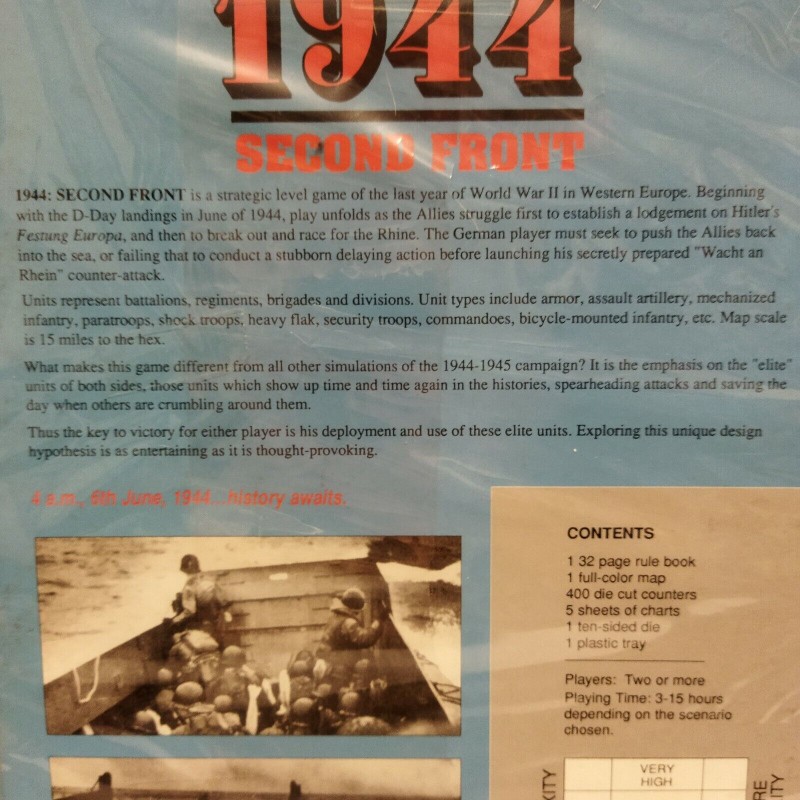 1944
SECOND FRONT
1944: SECOND FRONT is a strategic level game of the last year of World War II in Western Europe. Beginning
with the D-Day landings in June of 1944, play unfolds as the Allies struggle first to establish a lodgement on Hitler's
Festung Europa, and then to break out and race for the Rhine. The German player must seek to push the Allies back
into the sea, or failing that to conduct a stubborn delaying action before launching his secretly prepared "Wacht an
Rhein" counter-attack.
Units represent battalions, regiments, brigades and divisions. Unit types include armor, assault artillery, mechanized
infantry, paratroops, shock troops, heavy flak, security troops, commandoes, bicycle-mounted infantry, etc. Map scale
is 15 miles to the hex.
What makes this game different from all other simulations of the 1944-1945 campaign? It is the emphasis on the "elite"
units of both sides, those units which show up time and time again in the histories, spearheading attacks and saving the
day when others are crumbling around them.
Thus the key to victory for either player is his deployment and use of these elite units. Exploring this unique design
hypothesis is as entertaining as it is thought-provoking.
4 a.m., 6th June, 1944...history awaits.
CONTENTS
1 32 page rule book
1 full-color map
400 die cut counters
5 sheets of charts
1 ten-sided die
1 plastic tray
Players: Two or more
Playing Time: 3-15 hours
depending on the scenario
chosen.
VERY
HIGH